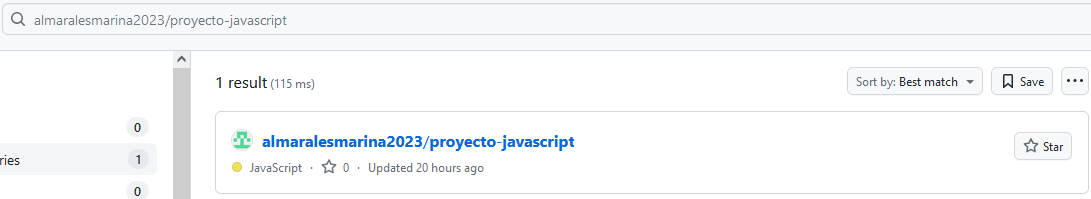 almaralesmarina2023/proyecto-javascript
1 result (115 ms)
Sort by: Best match
Save
0
almaralesmarina2023/proyecto-javascript
Star
ries
1
JavaScript · 0 · Updated 20 hours ago
0